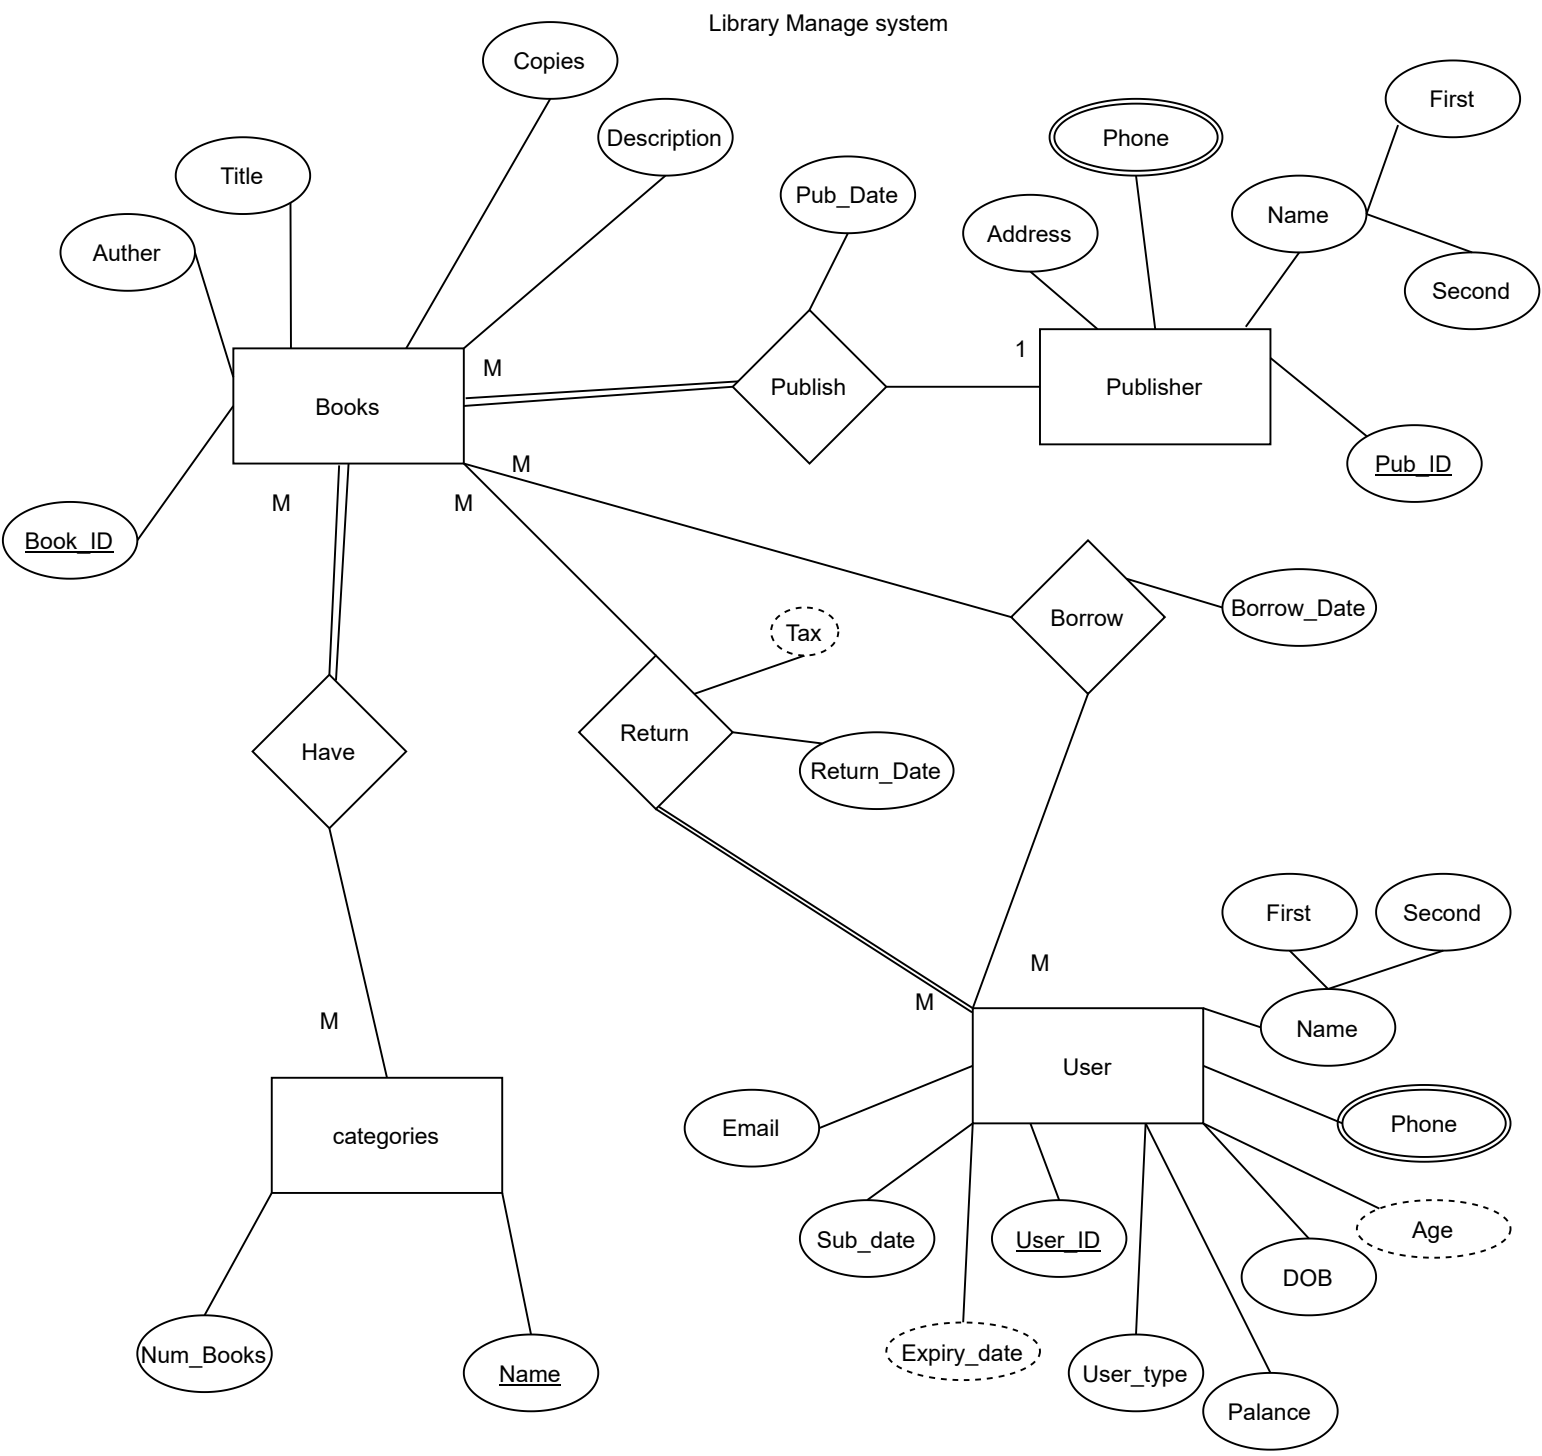 Library Manage system
Copies
Description
Title
Auther
Book_ID
Books
M
M
M
M
Pub_Date
Publish
1
Publisher
Address
Phone
Name
First
Second
Pub_ID
Borrow
Borrow_Date
Tax
Return
Return_Date
Have
M
categories
Num_Books
Name
M
M
User
First
Second
Name
Phone
Age
DOB
Palance
User_type
User_ID
Expiry_date
Sub_date
Email